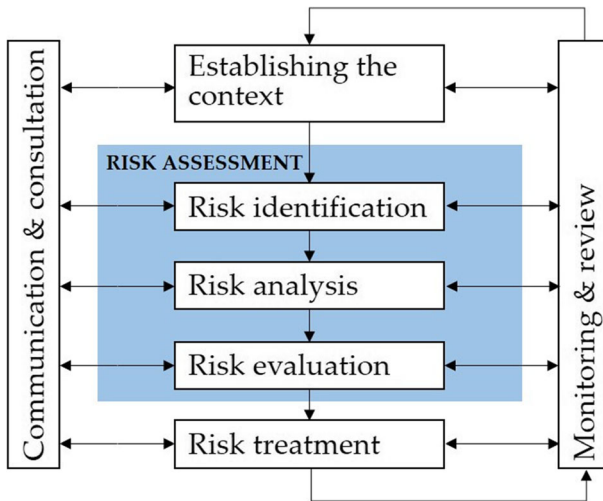 Communication & consultation
Establishing the
context
RISK ASSESSMENT
Risk identification
Risk analysis
Risk evaluation
Risk treatment
Monitoring & review